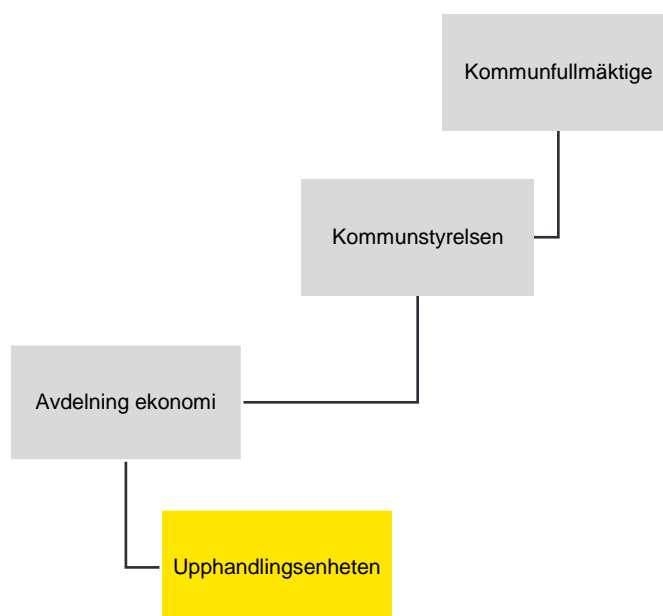 Kommunfullmäktige
Kommunstyrelsen
Avdelning ekonomi
Upphandlingsenheten